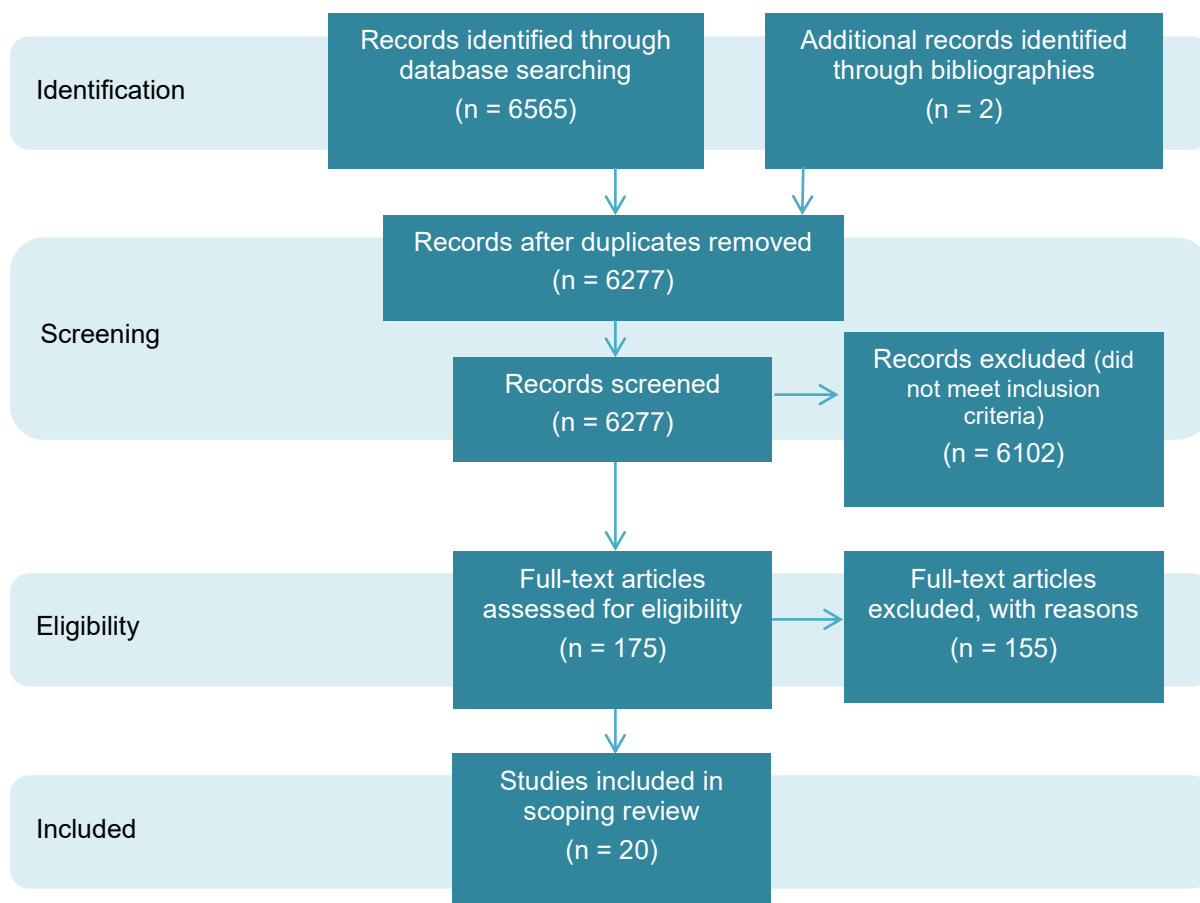 Identification
Records identified through
database searching
(n = 6565)
Additional records identified
through bibliographies
(n = 2)
Screening
Records after duplicates removed
(n = 6277)
Records screened
(n = 6277)
Records excluded (did
not meet inclusion
criteria)
(n = 6102)
Eligibility
Full-text articles
assessed for eligibility
(n = 175)
Full-text articles
excluded, with reasons
(n = 155)
Included
Studies included in
scoping review
(n = 20)